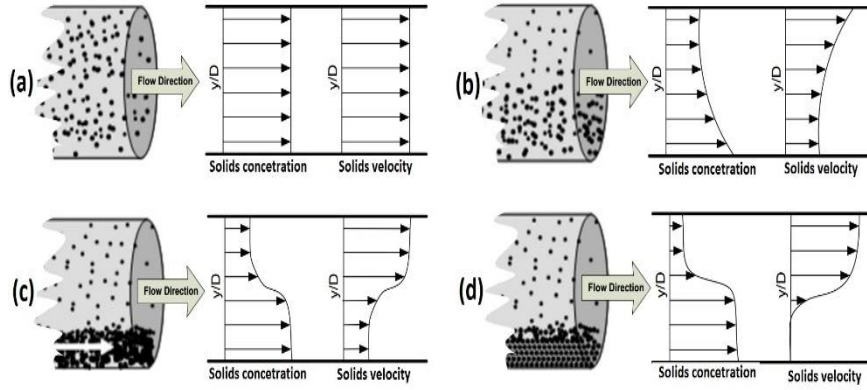 (a)
Flow Direction
y/D
y/D
Solids concetration
Solids velocity
(b)
Flow Direction
y/D
y/D
Solids concetration
Solids velocity
(c)
Flow Direction
y/D
y/D
Solids concetration
Solids velocity
(d)
Flow Direction
y/D
y/D
Solids concetration
Solids velocity